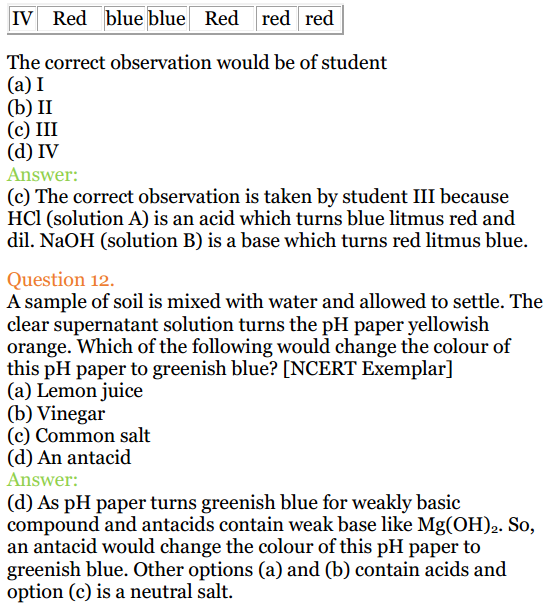 IV Red blue blue Red red red
The correct observation would be of student
(a) I
(b) II
(c) III
(d) IV
Answer:
(c) The correct observation is taken by student III because
HCl (solution A) is an acid which turns blue litmus red and
dil. NaOH (solution B) is a base which turns red litmus blue.
Question 12.
A sample of soil is mixed with water and allowed to settle. The
clear supernatant solution turns the pH paper yellowish
orange. Which of the following would change the colour of
this pH paper to greenish blue? [NCERT Exemplar]
(a) Lemon juice
(b) Vinegar
(c) Common salt
(d) An antacid
Answer:
(d) As pH paper turns greenish blue for weakly basic
compound and antacids contain weak base like Mg(OH)₂. So,
an antacid would change the colour of this pH paper to
greenish blue. Other options (a) and (b) contain acids and
option (c) is a neutral salt.